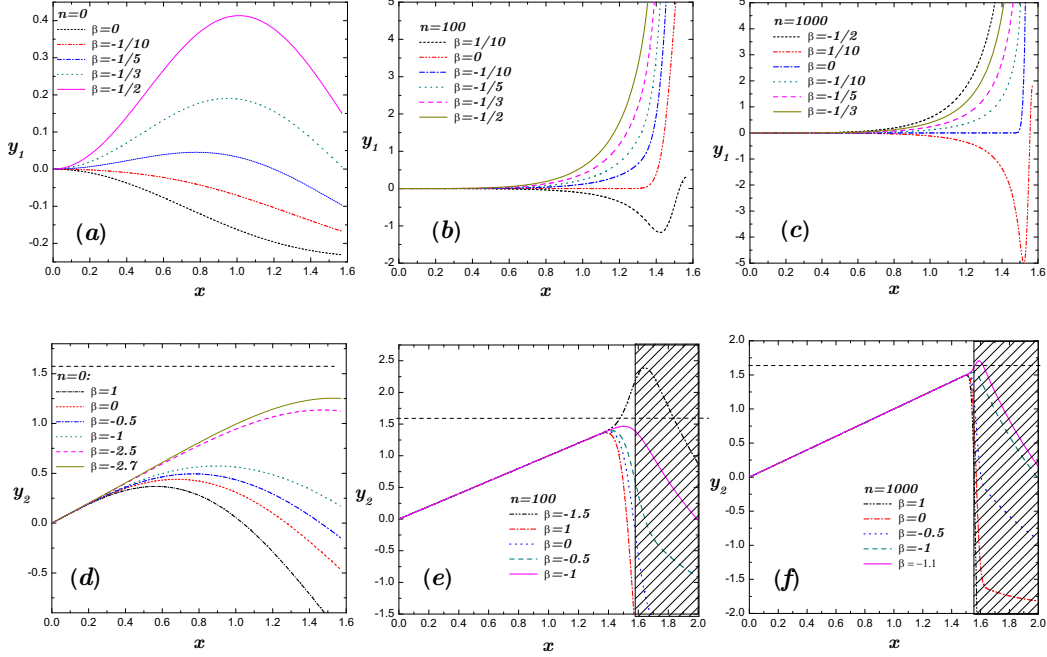 n=0
β=0
β=-1/10
β=-1/5
β=-1/3
β=-1/2
0.4
0.3
0.2
0.1
0.0
-0.1
-0.2
y1
(a)
0.0 0.2 0.4 0.6 0.8 1.0 1.2 1.4 1.6
x
n=100
β=1/10
β=0
β=-1/10
β=-1/5
β=-1/3
β=-1/2
5
4
3
2
1
0
-1
-2
y1
(b)
0.0 0.2 0.4 0.6 0.8 1.0 1.2 1.4 1.6
x
n=1000
β=-1/2
β=1/10
β=0
β=-1/10
β=-1/5
β=-1/3
5
4
3
2
1
0
-1
-2
-3
-4
-5
y1
(c)
0.0 0.2 0.4 0.6 0.8 1.0 1.2 1.4 1.6
x
n=0:
β=1
β=0
β=-0.5
β=-1
β=-2.5
β=-2.7
1.5
1.0
0.5
0.0
-0.5
y2
(d)
0.0 0.2 0.4 0.6 0.8 1.0 1.2 1.4 1.6
x
2.5
2.0
1.5
1.0
0.5
0.0
-0.5
-1.0
-1.5
y2
n=100
β=-1.5
β=1
β=0
β=-0.5
β=-1
(e)
0.0 0.2 0.4 0.6 0.8 1.0 1.2 1.4 1.6 1.8 2.0
x
2.0
1.5
1.0
0.5
0.0
-0.5
-1.0
-1.5
-2.0
y2
n=1000
β=1
β=0
β=-0.5
β=-1
β=-1.1
(f)
0.0 0.2 0.4 0.6 0.8 1.0 1.2 1.4 1.6 1.8 2.0
x